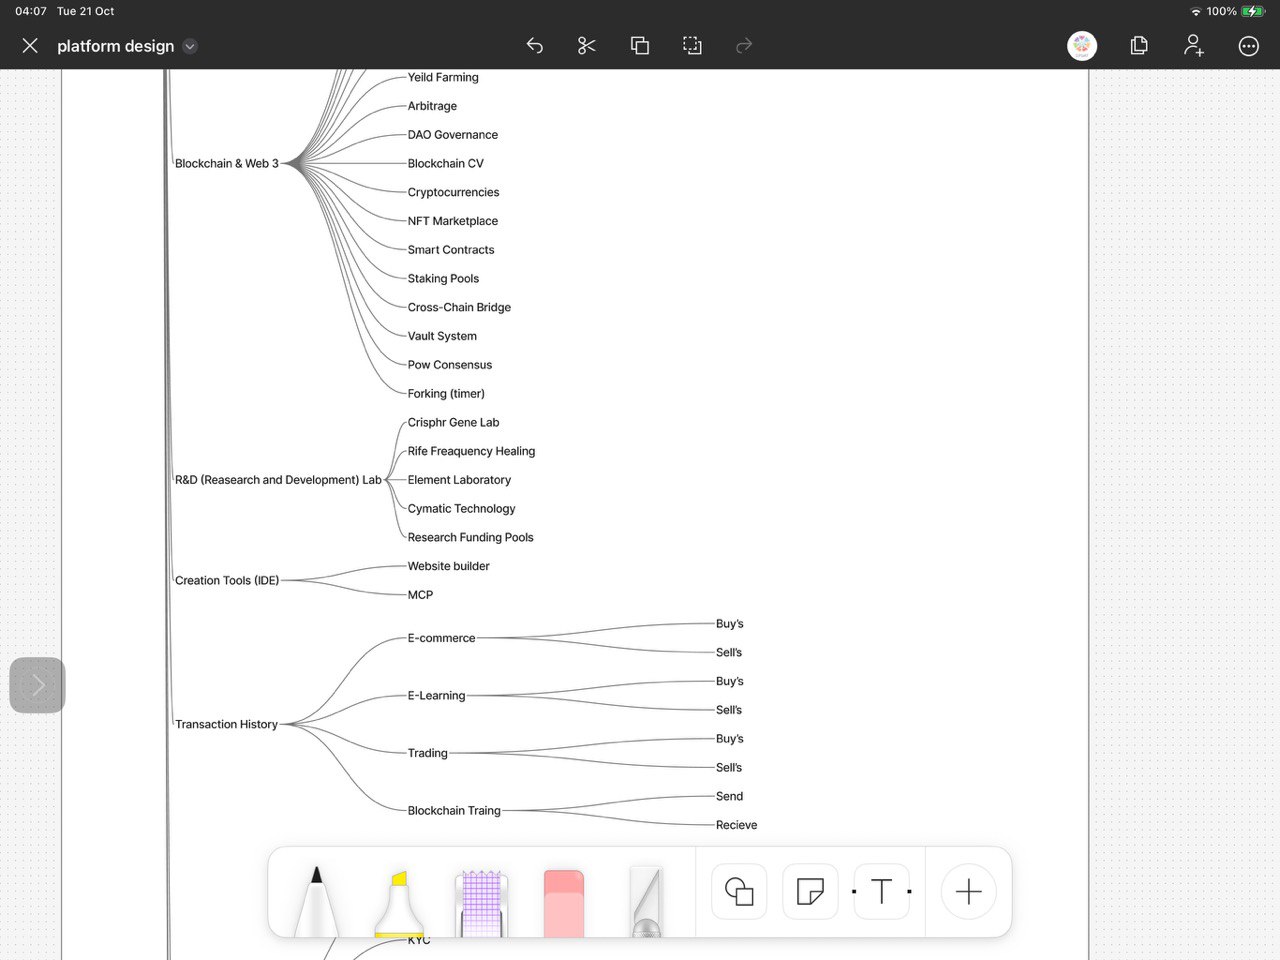 04:07 Tue 21 Oct
100%
platform design
Yeild Farming
Arbitrage
DAO Governance
Blockchain & Web 3
Blockchain CV
Cryptocurrencies
NFT Marketplace
Smart Contracts
Staking Pools
Cross-Chain Bridge
Vault System
Pow Consensus
Forking (timer)
Crisphr Gene Lab
Rife Freaquency Healing
R&D (Reasearch and Development) Lab
Element Laboratory
Cymatic Technology
Research Funding Pools
Website builder
Creation Tools (IDE)
MCP
Buy's
E-commerce
Sell's
Buy's
E-Learning
Sell's
Transaction History
Buy's
Trading
Sell's
Send
Blockchain Traing
Recieve
T
KYC